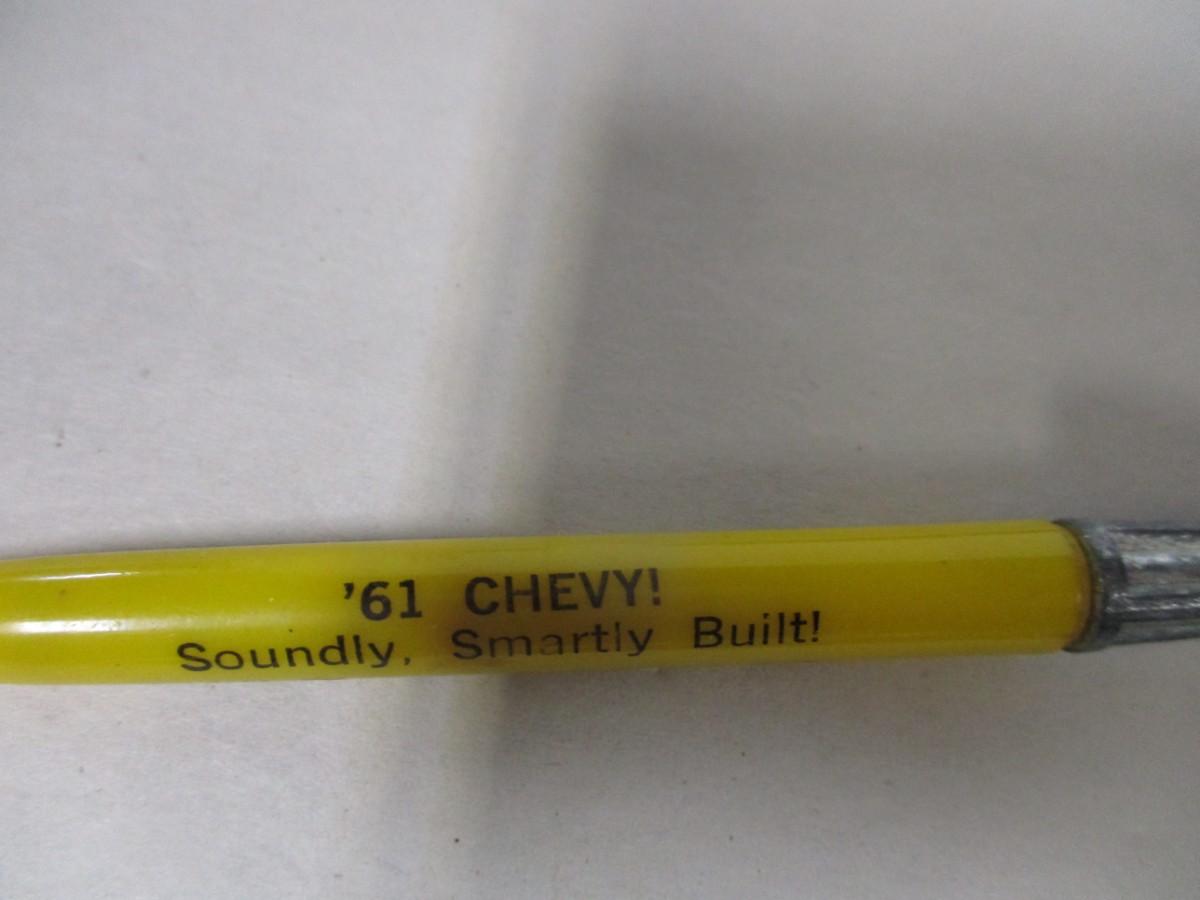 '61 CHEVY!
Soundly, Smartly Built!